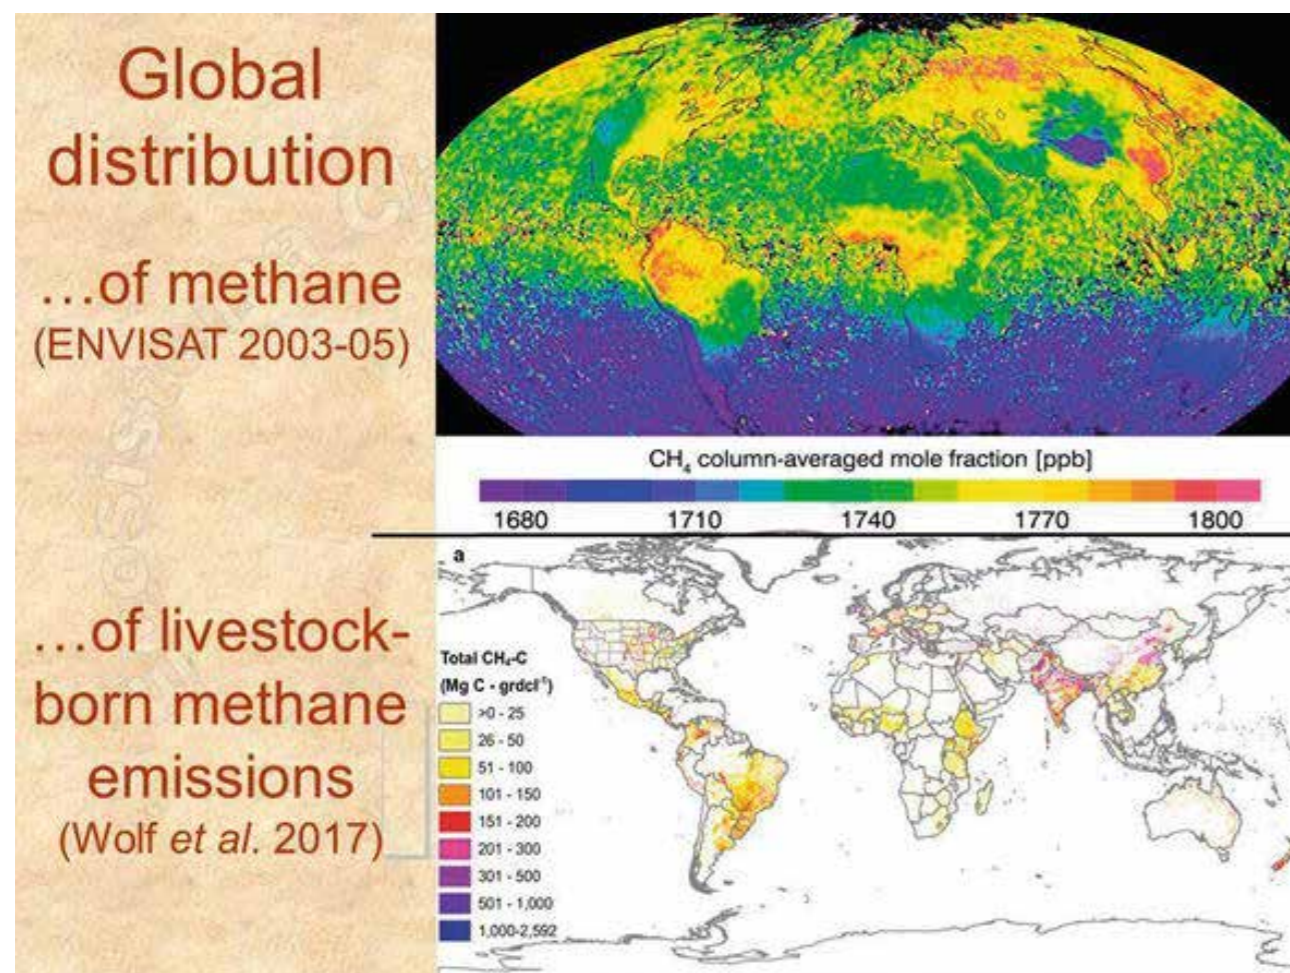 Global
distribution
…of methane
(ENVISAT 2003-05)
CH₄ column-averaged mole fraction [ppb]
1680 1710 1740 1770 1800
…of livestock-
born methane
emissions
(Wolf et al. 2017)
a
Total CH₄-C
(Mg C • grdcl⁻¹)
>0 - 25
26 - 50
51 - 100
101 - 150
151 - 200
201 - 300
301 - 500
501 - 1,000
1,000-2,592